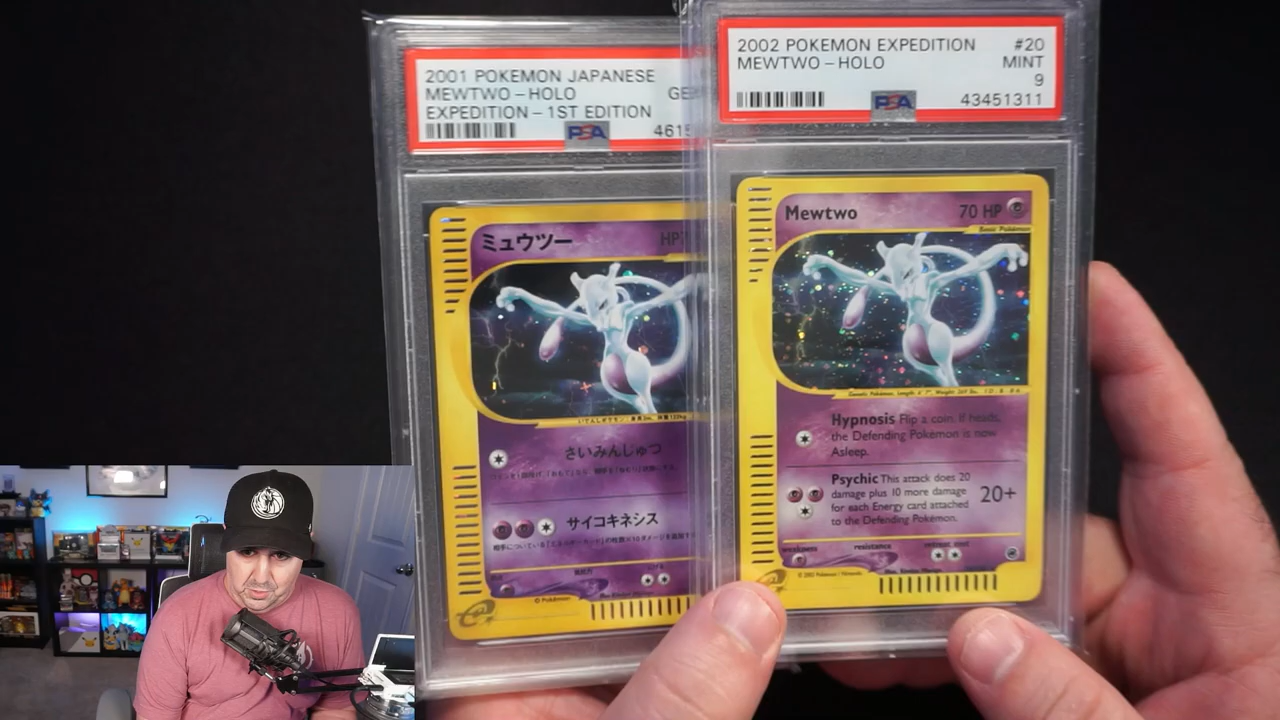 2001 POKEMON JAPANESE
MEWTWO - HOLO
EXPEDITION - 1ST EDITION
PSA
4615
ミュウツー
HP
さいみんじゅつ
サイコキネシス
2002 POKEMON EXPEDITION #20
MEWTWO - HOLO MINT
9
PSA 43451311
Mewtwo 70 HP
Basic Pokémon
Hypnosis Flip a coin. If heads,
the Defending Pokémon is now
Asleep.
Psychic This attack does 20
damage plus 10 more damage
for each Energy card attached
to the Defending Pokémon.
20+
weakness resistance retreat cost